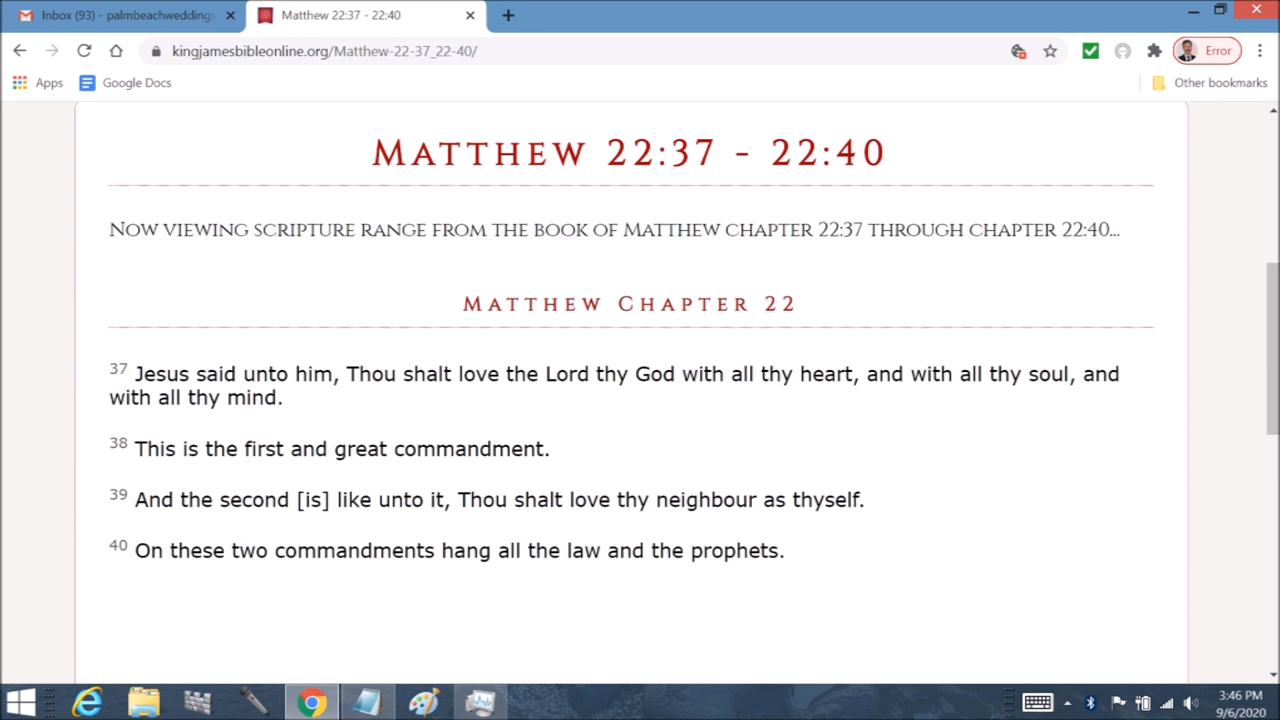 Inbox (93) - palmbeachwedding
Matthew 22:37 - 22:40
kingjamesbibleonline.org/Matthew-22-37_22-40/
Error
Apps
Google Docs
Other bookmarks
MATTHEW 22:37 - 22:40
NOW VIEWING SCRIPTURE RANGE FROM THE BOOK OF MATTHEW CHAPTER 22:37 THROUGH CHAPTER 22:40...
MATTHEW CHAPTER 22
37 Jesus said unto him, Thou shalt love the Lord thy God with all thy heart, and with all thy soul, and
with all thy mind.
38 This is the first and great commandment.
39 And the second [is] like unto it, Thou shalt love thy neighbour as thyself.
40 On these two commandments hang all the law and the prophets.
3:46 PM
9/6/2020